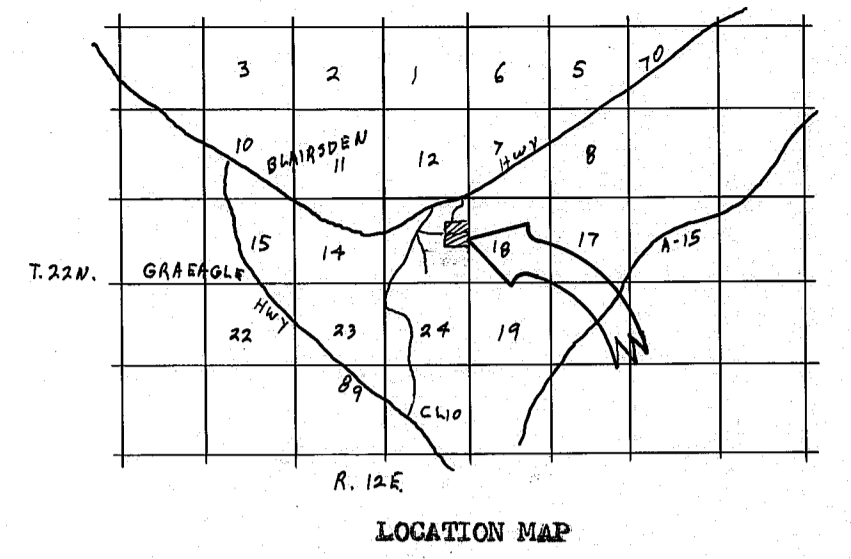 3 2 1 6 5 70
10 BLAIRSDEN 11 12 7 HWY 8
15 14 18 17 A-15
T. 22N. GRAEAGLE
HWY
22 23 24 19
89
CLIO
R. 12E.
LOCATION MAP